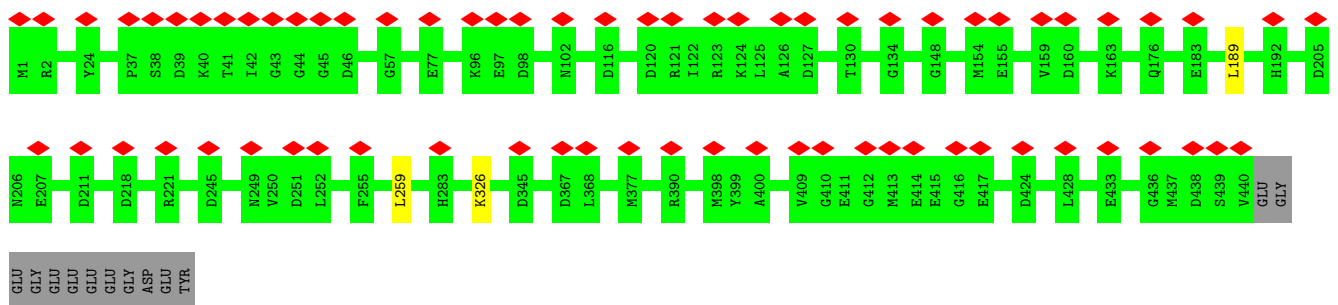 M1 R2 Y24 P37 S38 D39 K40 T41 I42 G43 G44 G45 D46 G57 E77 K96 E97 D98 N102 D116 D120 R121 I122 R123 K124 L125 A126 D127 T130 G134 G148 M154 E155 V159 D160 K163 Q176 E183 L189 H192 D205
N206 E207 D211 D218 R221 D245 N249 V250 D251 L252 F255 L259 H283 K326 D345 D367 L368 M377 R390 M398 Y399 A400 V409 G410 E411 G412 M413 E414 E415 G416 E417 D424 L428 E433 G436 M437 D438 S439 V440 GLU GLY
GLU GLY GLU GLU GLU GLU GLY ASP GLU TYR